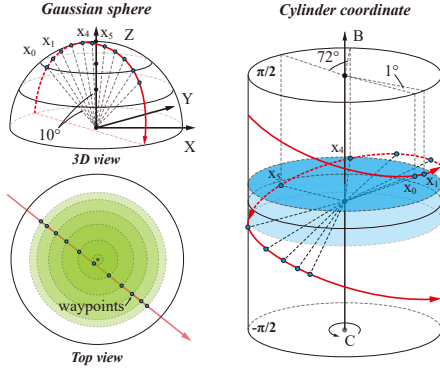 Gaussian sphere
x₀
x₁
x₄
x₅
Z
Y
X
10°
3D view
waypoints
Top view
Cylinder coordinate
B
π/2
72°
1°
x₄
x₅
x₀
x₁
-π/2
C